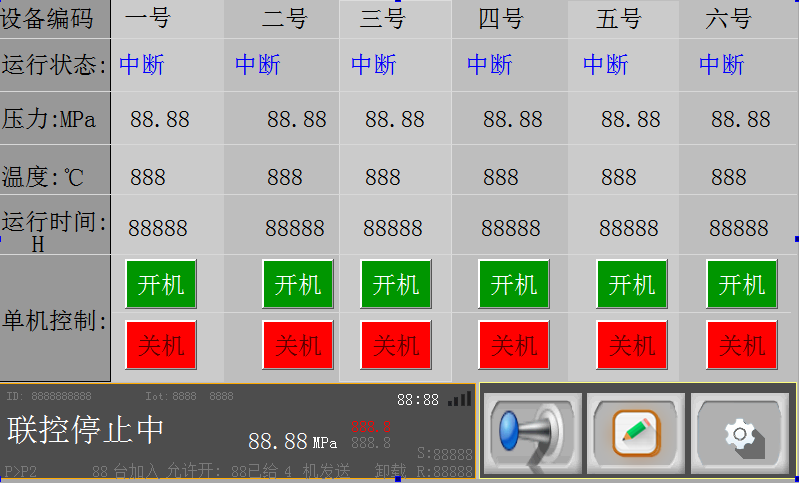 设备编码 一号 二号 三号 四号 五号 六号
运行状态: 中断 中断 中断 中断 中断 中断
压力:MPa 88.88 88.88 88.88 88.88 88.88 88.88
温度:℃ 888 888 888 888 888 888
运行时间: 88888 88888 88888 88888 88888 88888
H
开机 开机 开机 开机 开机 开机
单机控制:
关机 关机 关机 关机 关机 关机
ID: 8888888888 Iot:8888 8888 88:88
联控停止中 88.88 MPa 888.8
888.8
S:88888
P>P2 88 台加入 允许开: 88已给 4 机发送 卸载 R:88888